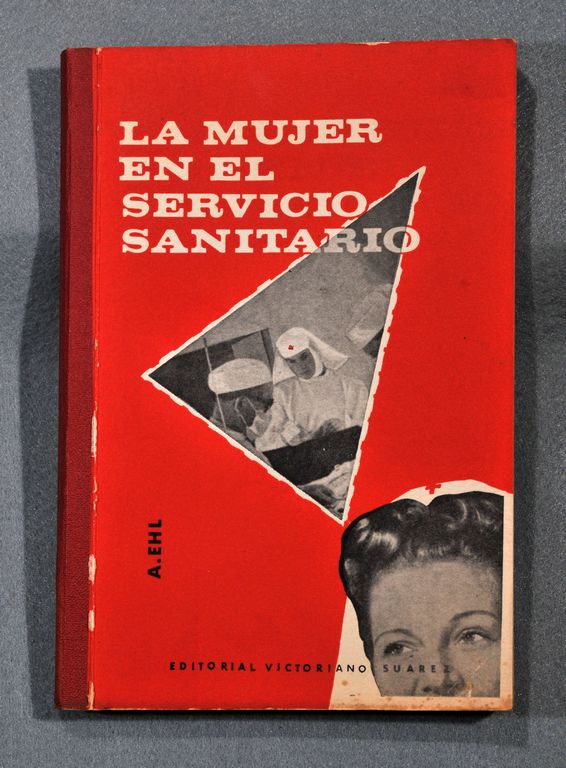 LA MUJER
EN EL
SERVICIO
SANITARIO
A. EHL
EDITORIAL VICTORIANO SUAREZ